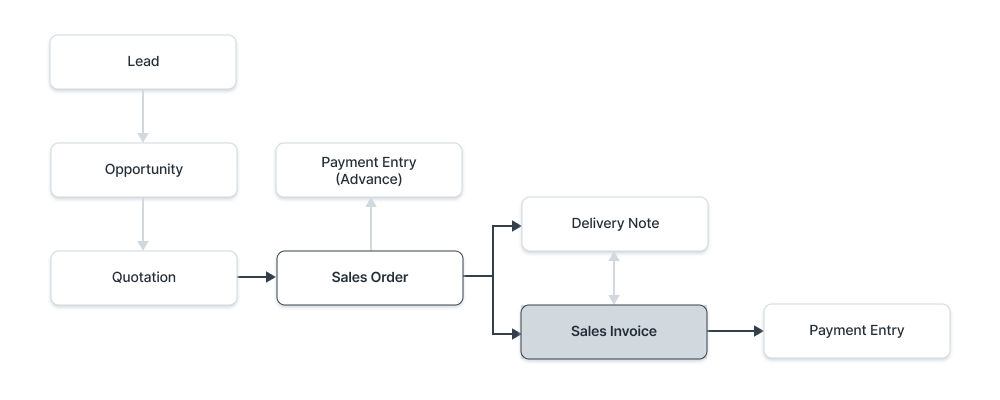 Lead
Opportunity
Payment Entry
(Advance)
Delivery Note
Quotation
Sales Order
Sales Invoice
Payment Entry